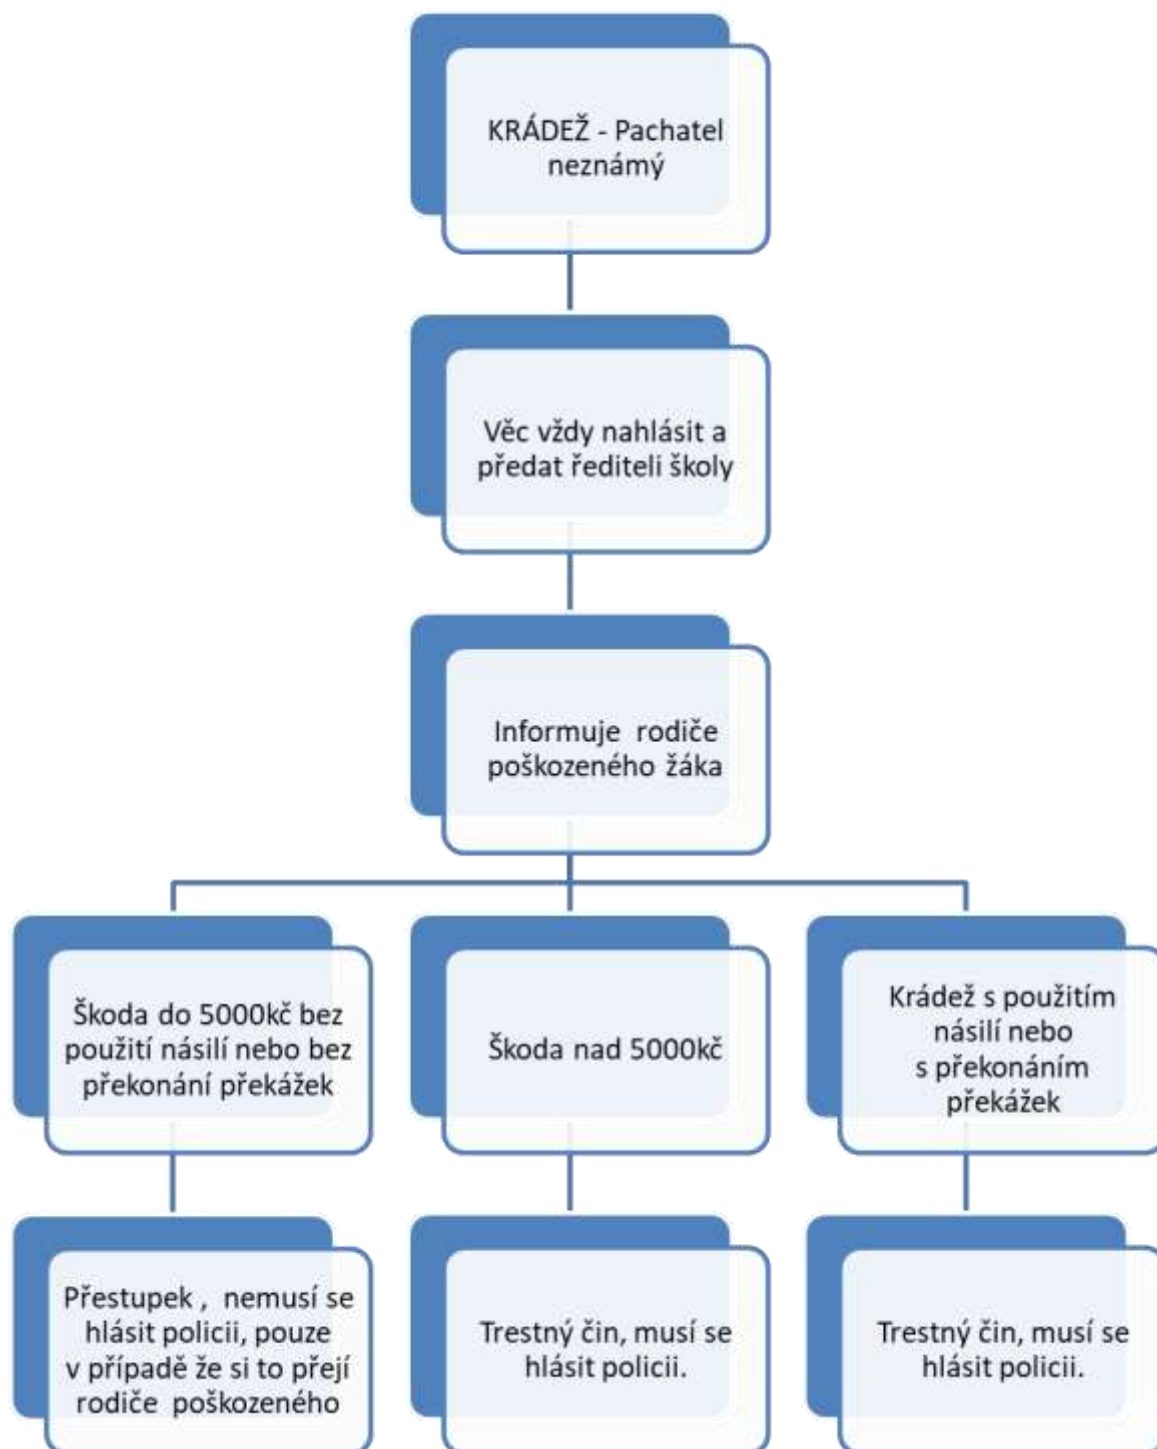 KRÁDEŽ - Pachatel
neznámý
Věc vždy nahlásit a
předat řediteli školy
Informuje rodiče
poškozeného žáka
Škoda do 5000kč bez
použití násilí nebo bez
překonání překážek
Škoda nad 5000kč
Krádež s použitím
násilí nebo
s překonáním
překážek
Přestupek , nemusí se
hlásit policii, pouze
v případě že si to přejí
rodiče poškozeného
Trestný čin, musí se
hlásit policii.
Trestný čin, musí se
hlásit policii.